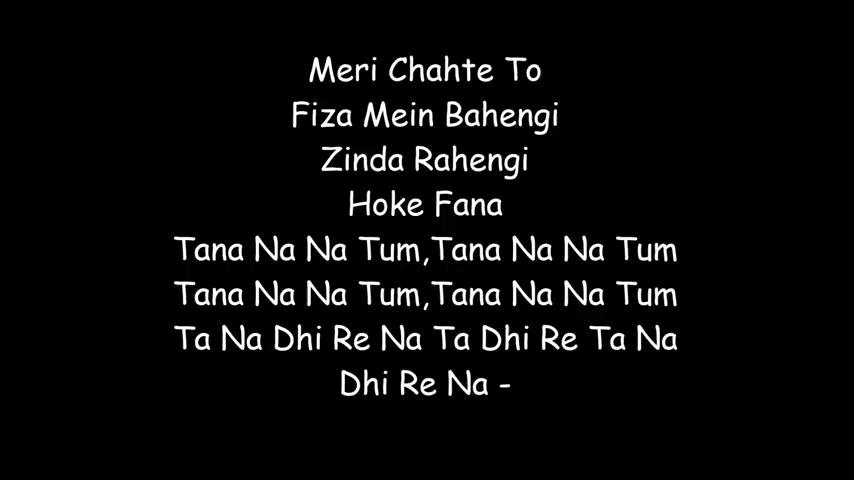 Meri Chahte To
Fiza Mein Bahengi
Zinda Rahengi
Hoke Fana
Tana Na Na Tum,Tana Na Na Tum
Tana Na Na Tum,Tana Na Na Tum
Ta Na Dhi Re Na Ta Dhi Re Ta Na
Dhi Re Na -